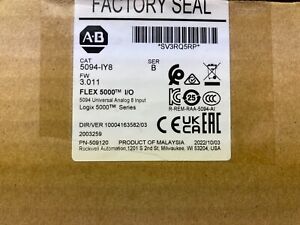 FACTORY SEAL
A-B
*SV3RQ5RP*
CAT
5094-IY8
SER
B
FW
3.011
FLEX 5000™ I/O
5094 Universal Analog 8 Input
Logix 5000™ Series
R-REM-RAA-5094-AI
DIR/VER 10004163582/03
2003259
UK CA
EAC
PN-509120 PRODUCT OF MALAYSIA 2022/10/03
Rockwell Automation,1201 S 2nd St, Milwaukee, WI 53204, USA